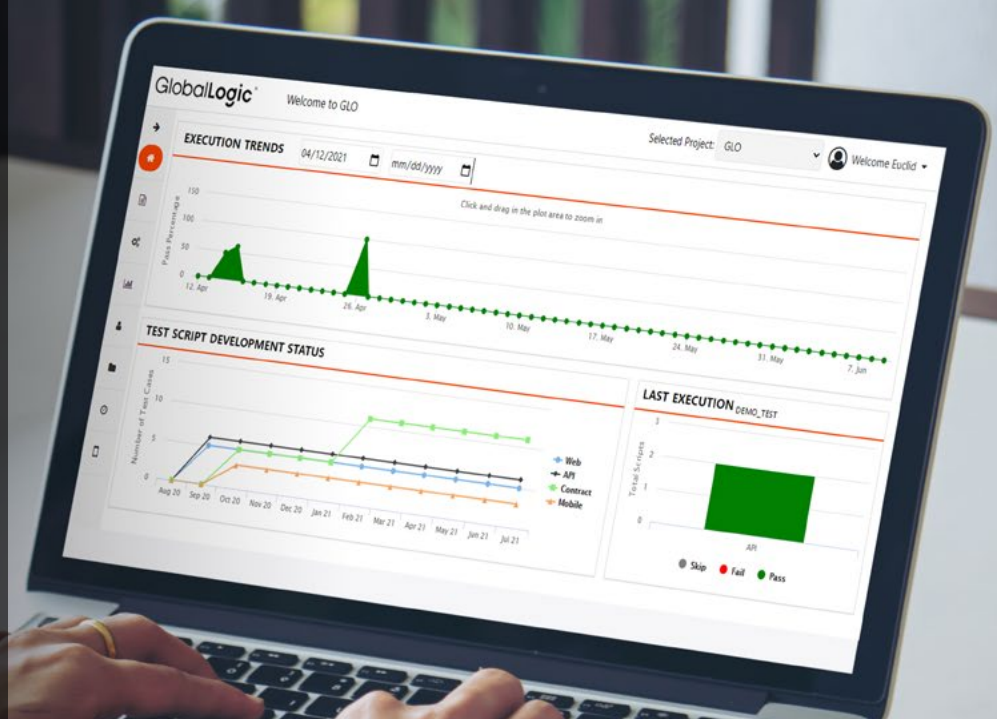 GlobalLogic
Welcome to GLO
Selected Project: GLO
Welcome Euclid
EXECUTION TRENDS 04/12/2021 mm/dd/yyyy
Click and drag in the plot area to zoom in
Pass Percentage
150
100
50
0
12. Apr 19. Apr 26. Apr 3. May 10. May 17. May 24. May 31. May 7. Jun
TEST SCRIPT DEVELOPMENT STATUS
Number of Test Cases
15
10
5
0
Aug 20 Sep 20 Oct 20 Nov 20 Dec 20 Jan 21 Feb 21 Mar 21 Apr 21 May 21 Jun 21 Jul 21
Web
API
Contract
Mobile
LAST EXECUTION DEMO_TEST
Total Scripts
3
2
1
0
API
Skip Fail Pass